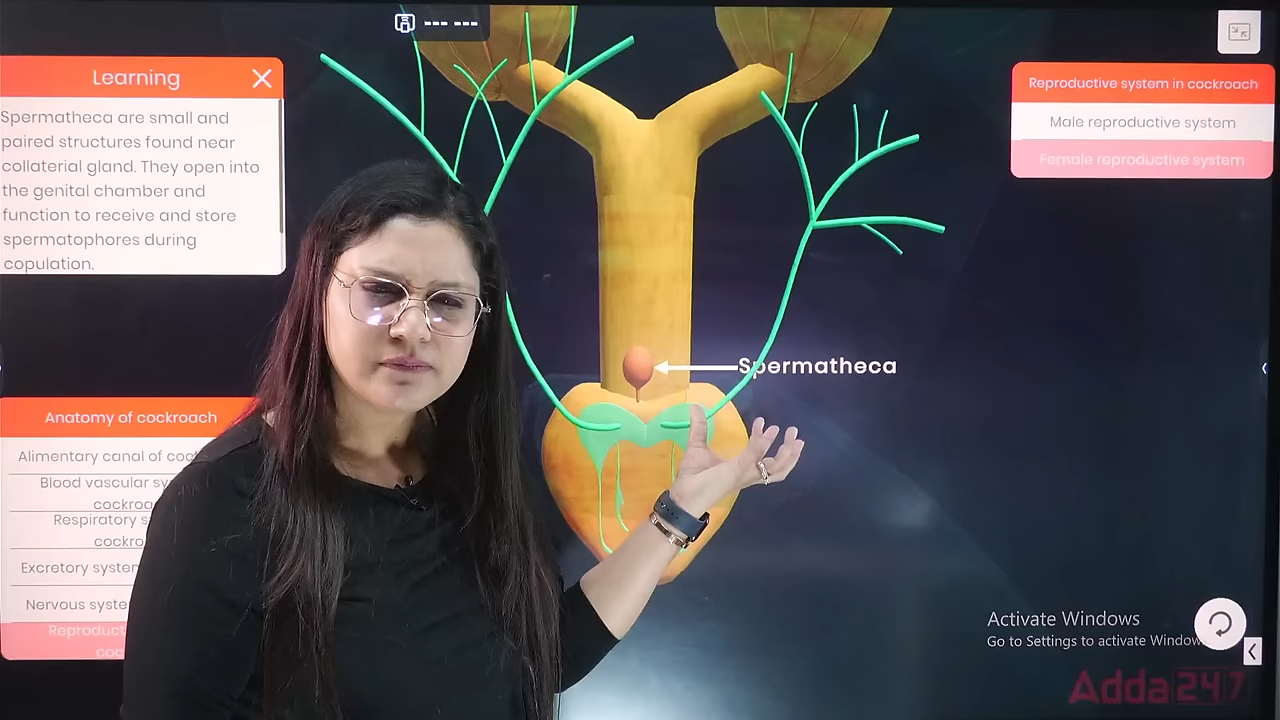 Learning
Spermatheca are small and
paired structures found near
collaterial gland. They open into
the genital chamber and
function to receive and store
spermatophores during
copulation.
Anatomy of cockroach
Alimentary canal of
Blood vascular
Respiratory
Excretory system
Nervous
Spermatheca
Reproductive system in cockroach
Male reproductive system
Female reproductive system
Activate Windows
Go to Settings to activate Windows
Adda247